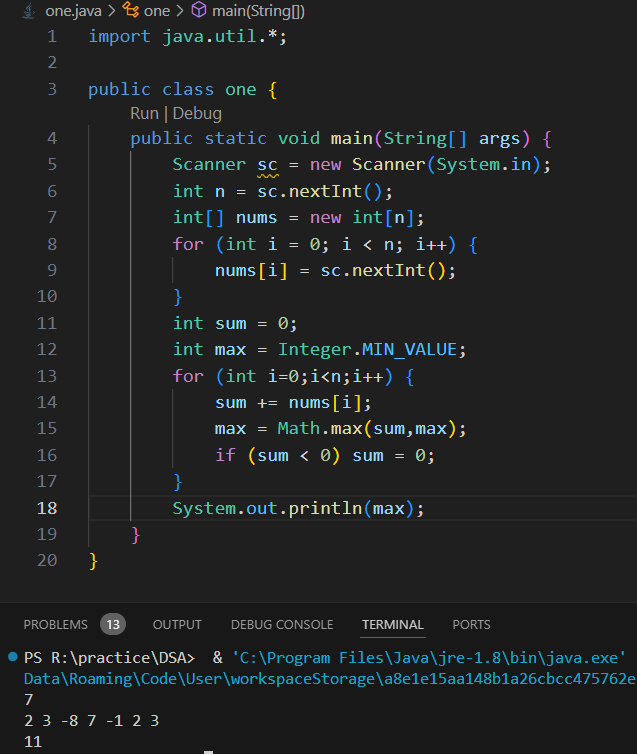 one.java > one > main(String[])
1 import java.util.*;
2
3 public class one {
Run | Debug
4 public static void main(String[] args) {
5 Scanner sc = new Scanner(System.in);
6 int n = sc.nextInt();
7 int[] nums = new int[n];
8 for (int i = 0; i < n; i++) {
9 nums[i] = sc.nextInt();
10 }
11 int sum = 0;
12 int max = Integer.MIN_VALUE;
13 for (int i=0;i<n;i++) {
14 sum += nums[i];
15 max = Math.max(sum,max);
16 if (sum < 0) sum = 0;
17 }
18 System.out.println(max);
19 }
20 }
PROBLEMS 13 OUTPUT DEBUG CONSOLE TERMINAL PORTS
PS R:\practice\DSA> & 'C:\Program Files\Java\jre-1.8\bin\java.exe'
Data\Roaming\Code\User\workspaceStorage\a8e1e15aa148b1a26cbcc475762e
7
2 3 -8 7 -1 2 3
11